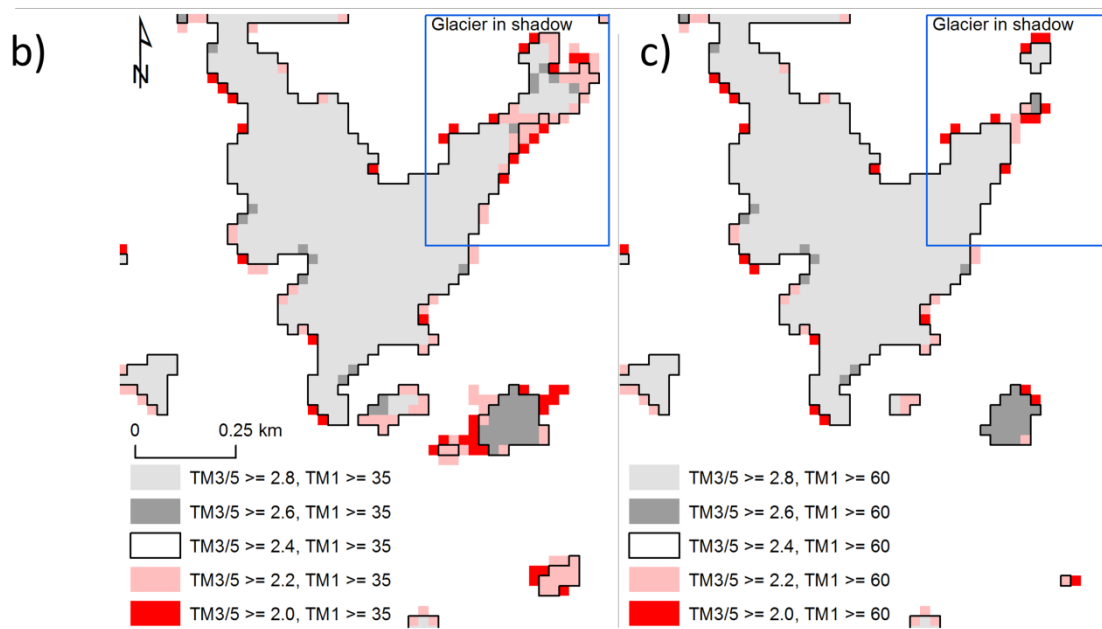 b)
N
Glacier in shadow
0 0.25 km
TM3/5 >= 2.8, TM1 >= 35
TM3/5 >= 2.6, TM1 >= 35
TM3/5 >= 2.4, TM1 >= 35
TM3/5 >= 2.2, TM1 >= 35
TM3/5 >= 2.0, TM1 >= 35
c)
Glacier in shadow
TM3/5 >= 2.8, TM1 >= 60
TM3/5 >= 2.6, TM1 >= 60
TM3/5 >= 2.4, TM1 >= 60
TM3/5 >= 2.2, TM1 >= 60
TM3/5 >= 2.0, TM1 >= 60